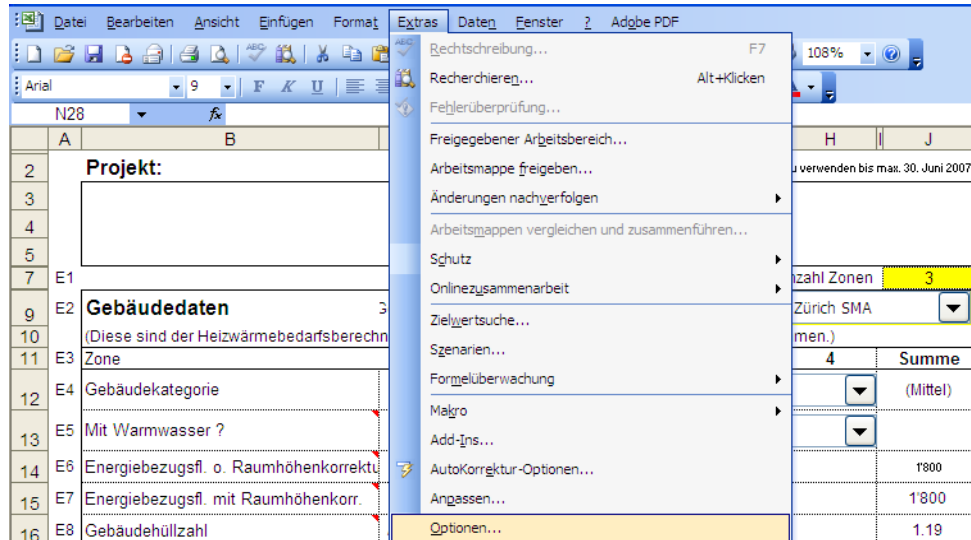 Datei Bearbeiten Ansicht Einfügen Format Extras Daten Fenster ? Adobe PDF
108%
Arial 9 F K U
N28 fx
A B H I J
Rechtschreibung... F7
Recherchieren... Alt+Klicken
Fehlerüberprüfung...
Freigegebener Arbeitsbereich...
Arbeitsmappe freigeben...
Änderungen nachverfolgen
Arbeitsmappen vergleichen und zusammenführen...
Schutz
Onlinezusammenarbeit
Zielwertsuche...
Szenarien...
Formelüberwachung
Makro
Add-Ins...
AutoKorrektur-Optionen...
Anpassen...
Optionen...
2 Projekt: u verwenden bis max. 30. Juni 2007
3
4
5
7 E1 nzahl Zonen 3
9 E2 Gebäudedaten Zürich SMA
10 (Diese sind der Heizwärmebedarfsberechn men.)
11 E3 Zone 4 Summe
12 E4 Gebäudekategorie (Mittel)
13 E5 Mit Warmwasser ?
14 E6 Energiebezugsfl. o. Raumhöhenkorrektu 1'800
15 E7 Energiebezugsfl. mit Raumhöhenkorr. 1'800
16 E8 Gebäudehüllzahl 1.19